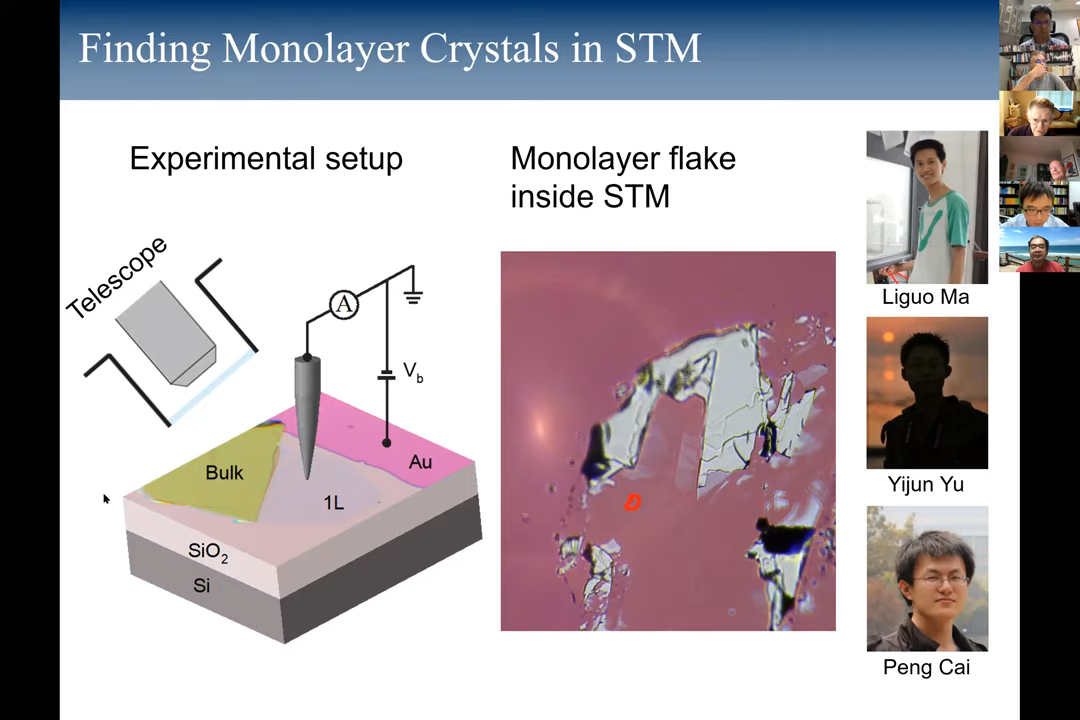 Finding Monolayer Crystals in STM
Experimental setup
Monolayer flake
inside STM
Telescope
A
V_b
Bulk
Au
1L
SiO₂
Si
Liguo Ma
Yijun Yu
Peng Cai